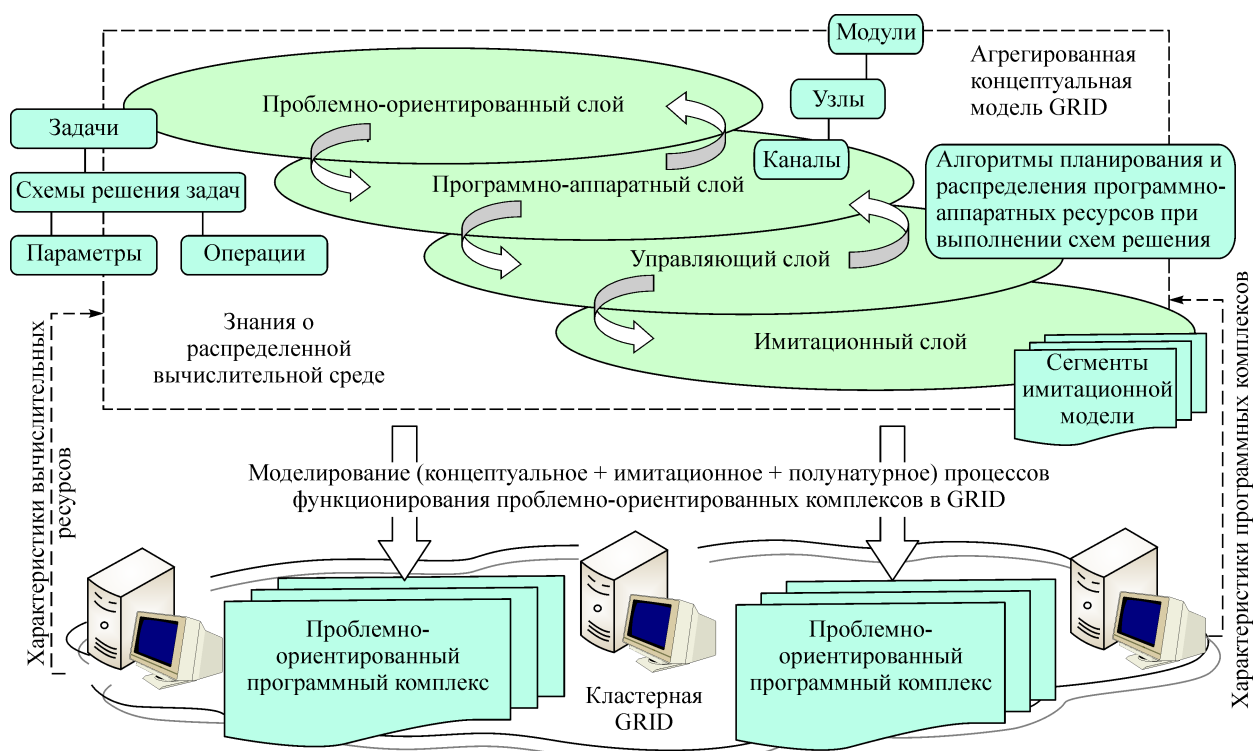 Модули
Агрегированная
концептуальная
модель GRID
Проблемно-ориентированный слой
Узлы
Задачи
Каналы
Алгоритмы планирования и
распределения программно-
аппаратных ресурсов при
выполнении схем решения
Схемы решения задач
Программно-аппаратный слой
Параметры
Операции
Управляющий слой
Знания о
распределенной
вычислительной среде
Имитационный слой
Сегменты
имитационной
модели
Характеристики вычислительных
ресурсов
Характеристики программных комплексов
Моделирование (концептуальное + имитационное + полунатурное) процессов
функционирования проблемно-ориентированных комплексов в GRID
Проблемно-
ориентированный
программный комплекс
Кластерная
GRID
Проблемно-
ориентированный
программный комплекс